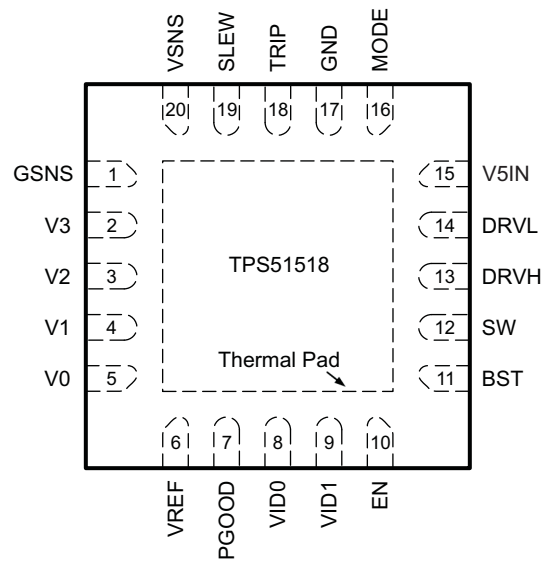 VSNS
SLEW
TRIP
GND
MODE
20
19
18
17
16
GSNS 1
15 V5IN
V3 2
14 DRVL
TPS51518
V2 3
13 DRVH
V1 4
12 SW
Thermal Pad
V0 5
11 BST
6
7
8
9
10
VREF
PGOOD
VID0
VID1
EN